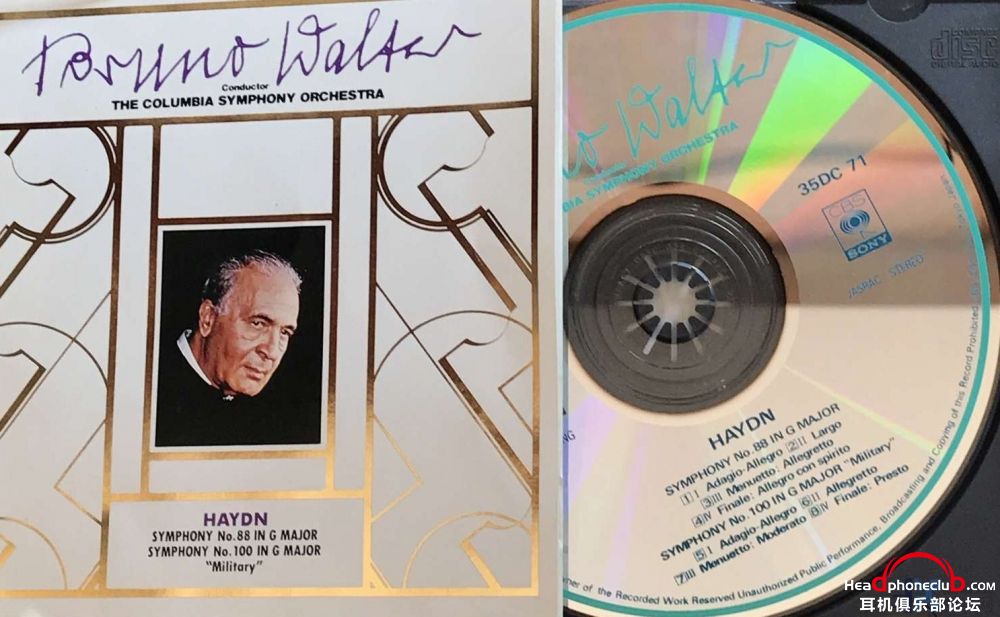 Bruno Walter
Conductor
THE COLUMBIA SYMPHONY ORCHESTRA
HAYDN
SYMPHONY No.88 IN G MAJOR
SYMPHONY No.100 IN G MAJOR
"Military"
COMPACT
disc
DIGITAL AUDIO
Walter
Conductor
SYMPHONY ORCHESTRA
35DC 71
CBS
SONY
JASRAC STEREO
HAYDN
SYMPHONY No.88 IN G MAJOR
1 I Adagio-Allegro 2 II Largo
3 III Menuetto: Allegretto
4 IV Finale: Allegro con spirito
SYMPHONY No.100 IN G MAJOR "Military"
5 I Adagio-Allegro 6 II Allegretto
7 III Menuetto: Moderato 8 IV Finale: Presto
of the Recorded Work Reserved Unauthorized Public Performance, Broadcasting and Copying of this Record Prohibited
Headphoneclub.com
耳机俱乐部论坛